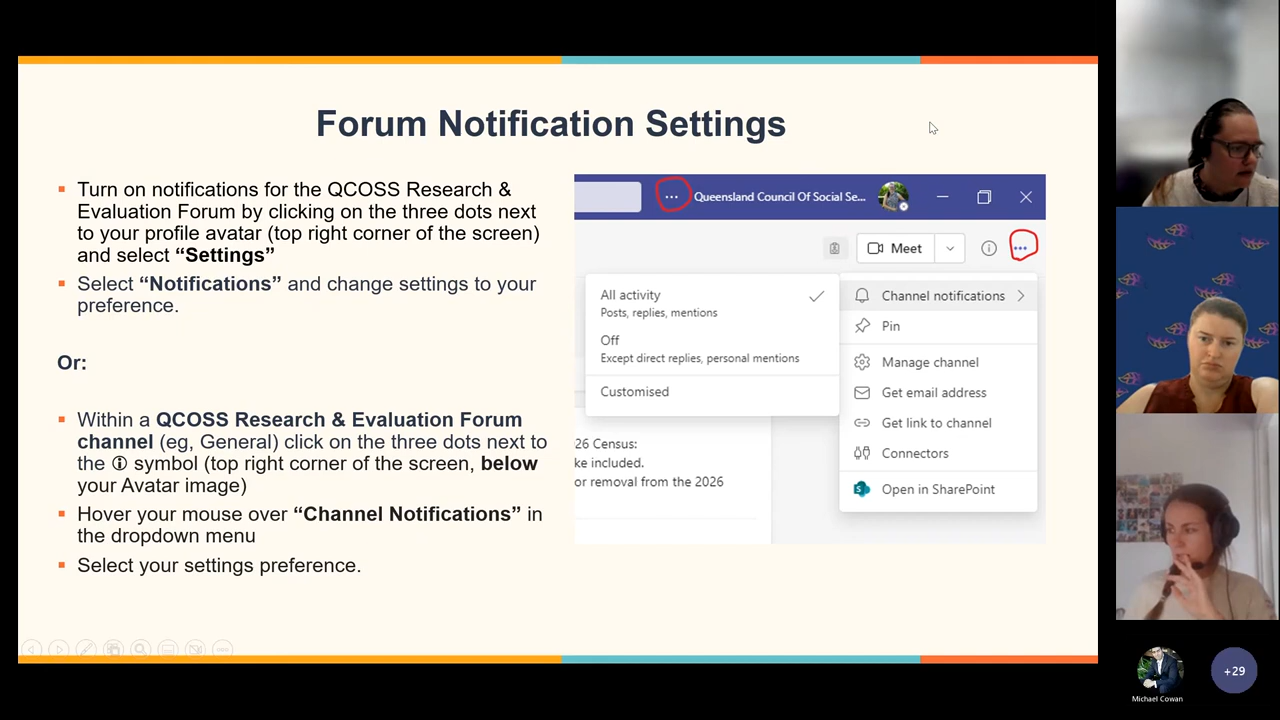 Forum Notification Settings
Turn on notifications for the QCOSS Research &
Evaluation Forum by clicking on the three dots next
to your profile avatar (top right corner of the screen)
and select “Settings”
Select “Notifications” and change settings to your
preference.
Or:
Within a QCOSS Research & Evaluation Forum
channel (eg, General) click on the three dots next to
the ⓘ symbol (top right corner of the screen, below
your Avatar image)
Hover your mouse over “Channel Notifications” in
the dropdown menu
Select your settings preference.
Queensland Council Of Social Se...
Meet
All activity
Posts, replies, mentions
Off
Except direct replies, personal mentions
Customised
Channel notifications
Pin
Manage channel
Get email address
Get link to channel
Connectors
Open in SharePoint
26 Census:
ke included.
or removal from the 2026
Michael Cowan
+29